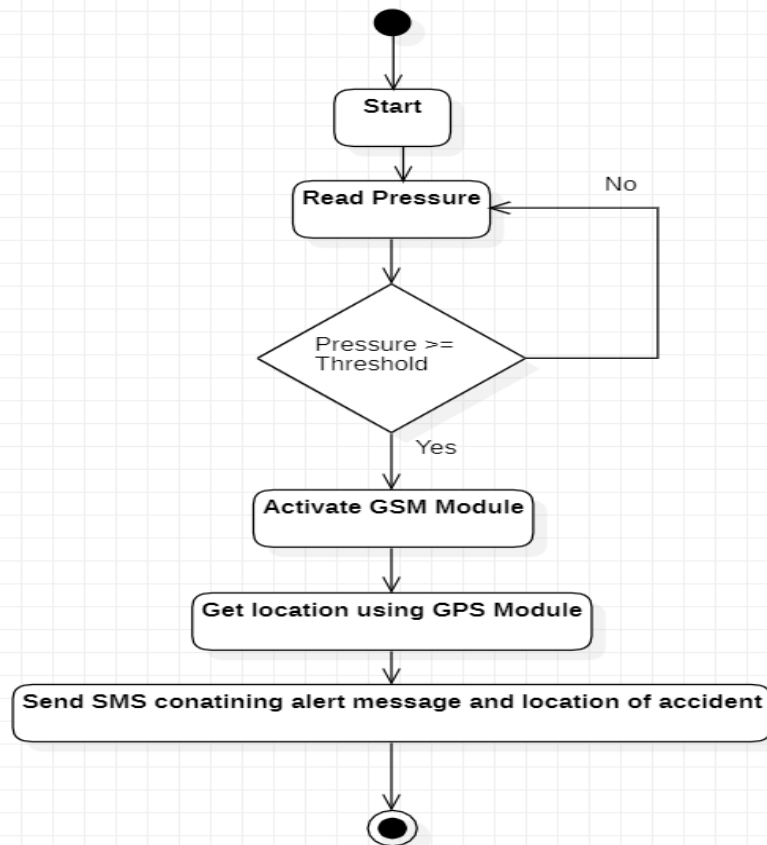 Start
Read Pressure
No
Pressure >=
Threshold
Yes
Activate GSM Module
Get location using GPS Module
Send SMS conatining alert message and location of accident